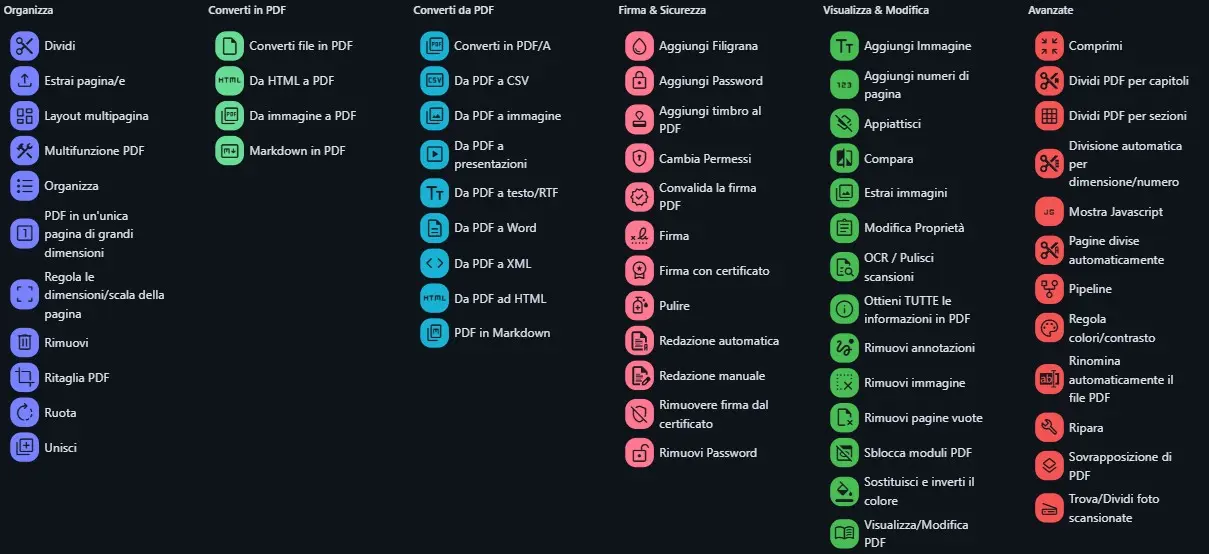 Organizza
Dividi
Estrai pagina/e
Layout multipagina
Multifunzione PDF
Organizza
PDF in un'unica
pagina di grandi
dimensioni
Regola le
dimensioni/scala della
pagina
Rimuovi
Ritaglia PDF
Ruota
Unisci
Converti in PDF
Converti file in PDF
HTML
Da HTML a PDF
PDF
Da immagine a PDF
Markdown in PDF
Converti da PDF
PDF
Converti in PDF/A
CSV
Da PDF a CSV
Da PDF a immagine
Da PDF a
presentazioni
TT
Da PDF a testo/RTF
Da PDF a Word
Da PDF a XML
HTML
Da PDF ad HTML
PDF in Markdown
Firma & Sicurezza
Aggiungi Filigrana
Aggiungi Password
Aggiungi timbro al
PDF
Cambia Permessi
Convalida la firma
PDF
Firma
Firma con certificato
Pulire
Redazione automatica
Redazione manuale
Rimuovere firma dal
certificato
Rimuovi Password
Visualizza & Modifica
TT
Aggiungi Immagine
123
Aggiungi numeri di
pagina
Appiattisci
Compara
Estrai immagini
Modifica Proprietà
OCR / Pulisci
scansioni
Ottieni TUTTE le
informazioni in PDF
Rimuovi annotazioni
Rimuovi immagine
Rimuovi pagine vuote
Sblocca moduli PDF
Sostituisci e inverti il
colore
Visualizza/Modifica
PDF
Avanzate
Comprimi
Dividi PDF per capitoli
Dividi PDF per sezioni
Divisione automatica
per
dimensione/numero
JS
Mostra Javascript
Pagine divise
automaticamente
Pipeline
Regola
colori/contrasto
Rinomina
automaticamente il
file PDF
Ripara
Sovrapposizione di
PDF
Trova/Dividi foto
scansionate